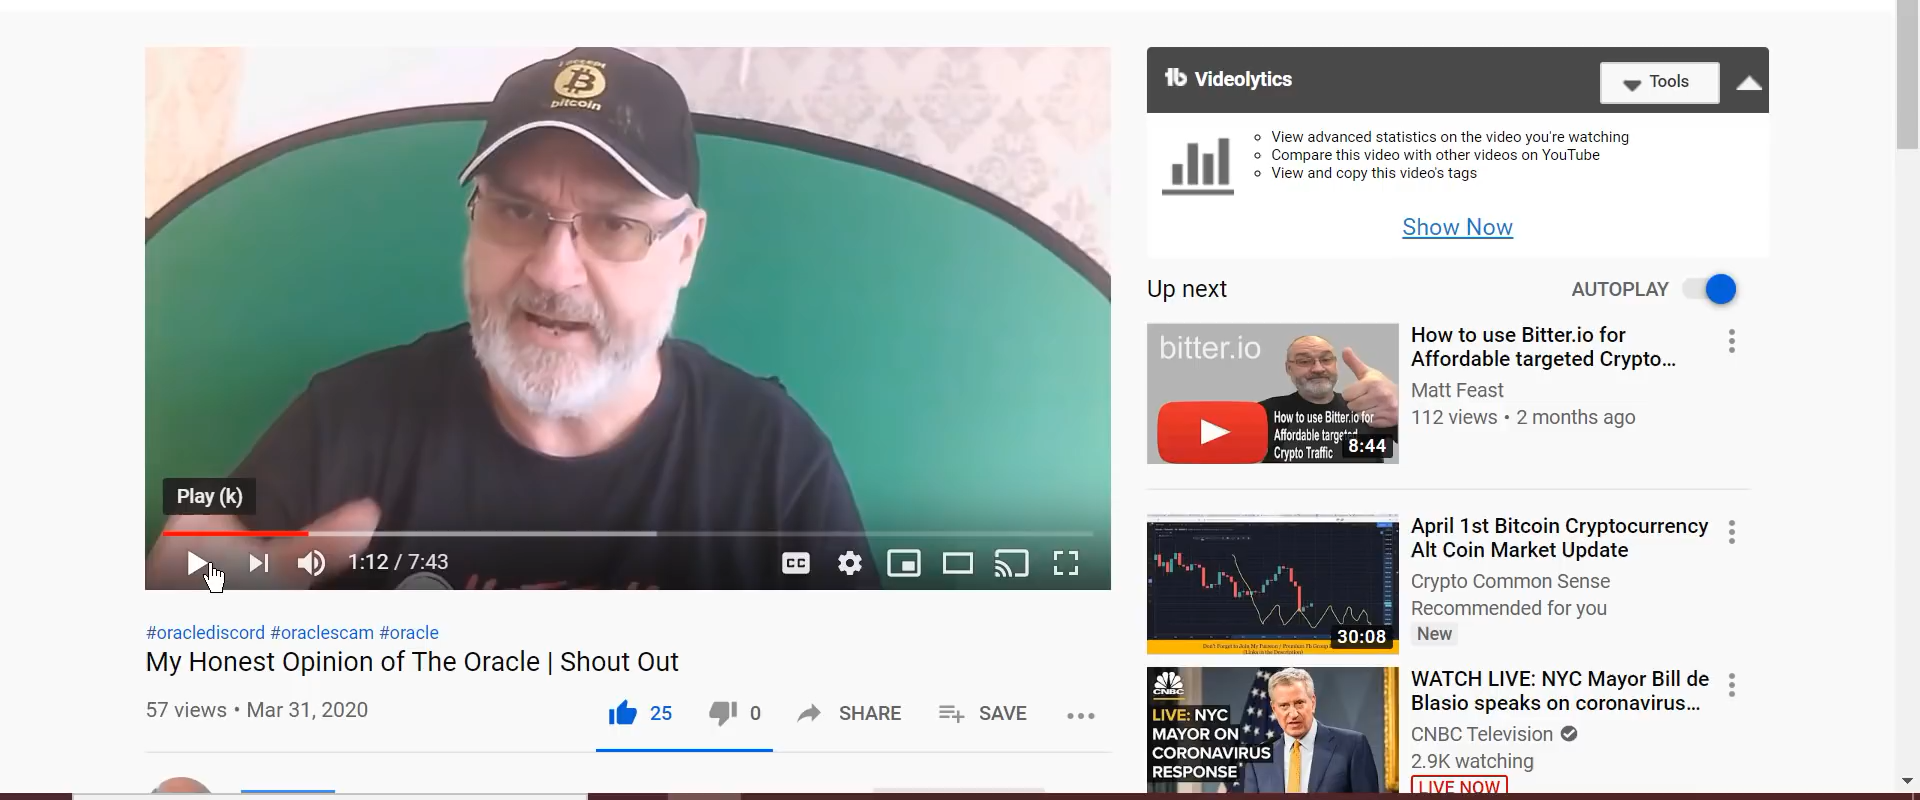 I accept
bitcoin
Play (k)
1:12 / 7:43
CC
#oraclediscord #oraclescam #oracle
My Honest Opinion of The Oracle | Shout Out
57 views • Mar 31, 2020
25
0
SHARE
SAVE
tb Videolytics
Tools
View advanced statistics on the video you're watching
Compare this video with other videos on YouTube
View and copy this video's tags
Show Now
Up next
AUTOPLAY
bitter.io
How to use Bitter.io for
Affordable targete
Crypto Traffic
8:44
How to use Bitter.io for
Affordable targeted Crypto...
Matt Feast
112 views • 2 months ago
30:08
April 1st Bitcoin Cryptocurrency
Alt Coin Market Update
Crypto Common Sense
Recommended for you
New
CNBC
LIVE: NYC
MAYOR ON
CORONAVIRUS
RESPONSE
WATCH LIVE: NYC Mayor Bill de
Blasio speaks on coronavirus...
CNBC Television
2.9K watching
LIVE NOW